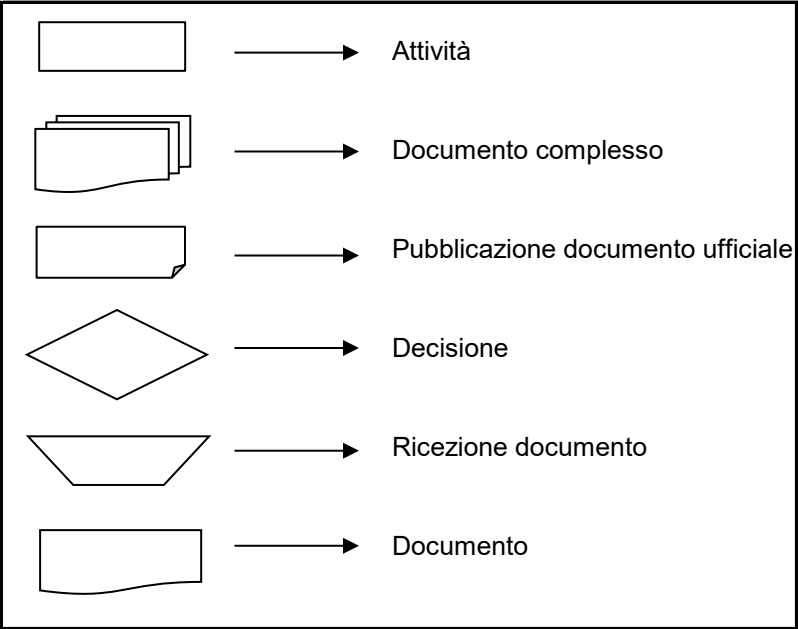 Attività
Documento complesso
Pubblicazione documento ufficiale
Decisione
Ricezione documento
Documento